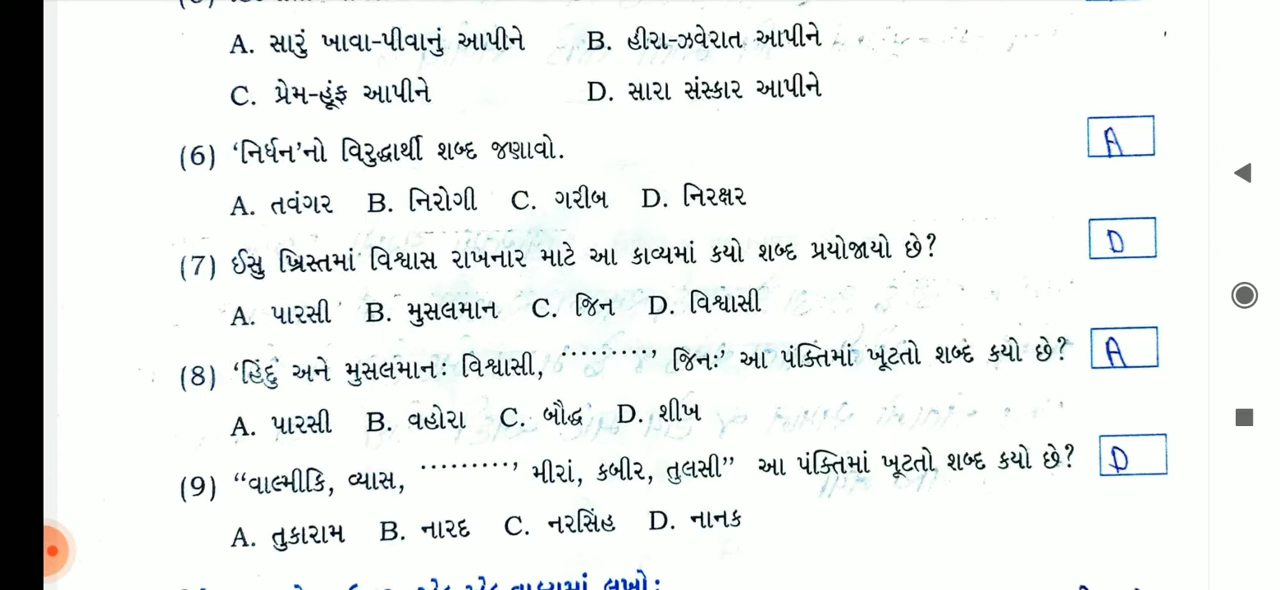 A. સારું ખાવા-પીવાનું આપીને B. હીરા-ઝવેરાત આપીને
C. પ્રેમ-હૂંફ આપીને D. સારા સંસ્કાર આપીને
(6) ‘નિર્ધન’નો વિરુદ્ધાર્થી શબ્દ જણાવો. A
A. તવંગર B. નિરોગી C. ગરીબ D. નિરક્ષર
(7) ઈસુ ખ્રિસ્તમાં વિશ્વાસ રાખનાર માટે આ કાવ્યમાં કયો શબ્દ પ્રયોજાયો છે? D
A. પારસી B. મુસલમાન C. જિન D. વિશ્વાસી
(8) ‘હિંદું અને મુસલમાનઃ વિશ્વાસી, ........., જિનઃ’ આ પંક્તિમાં ખૂટતો શબ્દ કયો છે? A
A. પારસી B. વહોરા C. બૌદ્ધ D. શીખ
(9) “વાલ્મીકિ, વ્યાસ, ........., મીરાં, કબીર, તુલસી” આ પંક્તિમાં ખૂટતો શબ્દ કયો છે? D
A. તુકારામ B. નારદ C. નરસિંહ D. નાનક